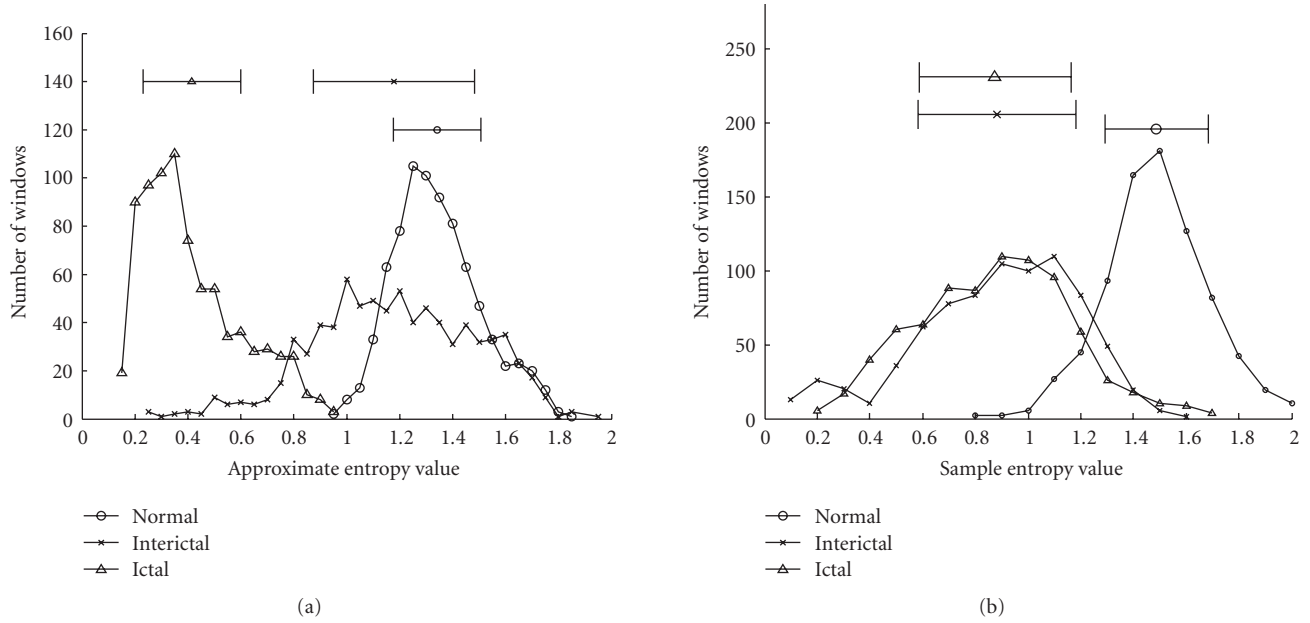 160
140
120
100
80
60
40
20
0
Number of windows
0 0.2 0.4 0.6 0.8 1 1.2 1.4 1.6 1.8 2
Approximate entropy value
Normal
Interictal
Ictal
(a)
250
200
150
100
50
0
Number of windows
0 0.2 0.4 0.6 0.8 1 1.2 1.4 1.6 1.8 2
Sample entropy value
Normal
Interictal
Ictal
(b)